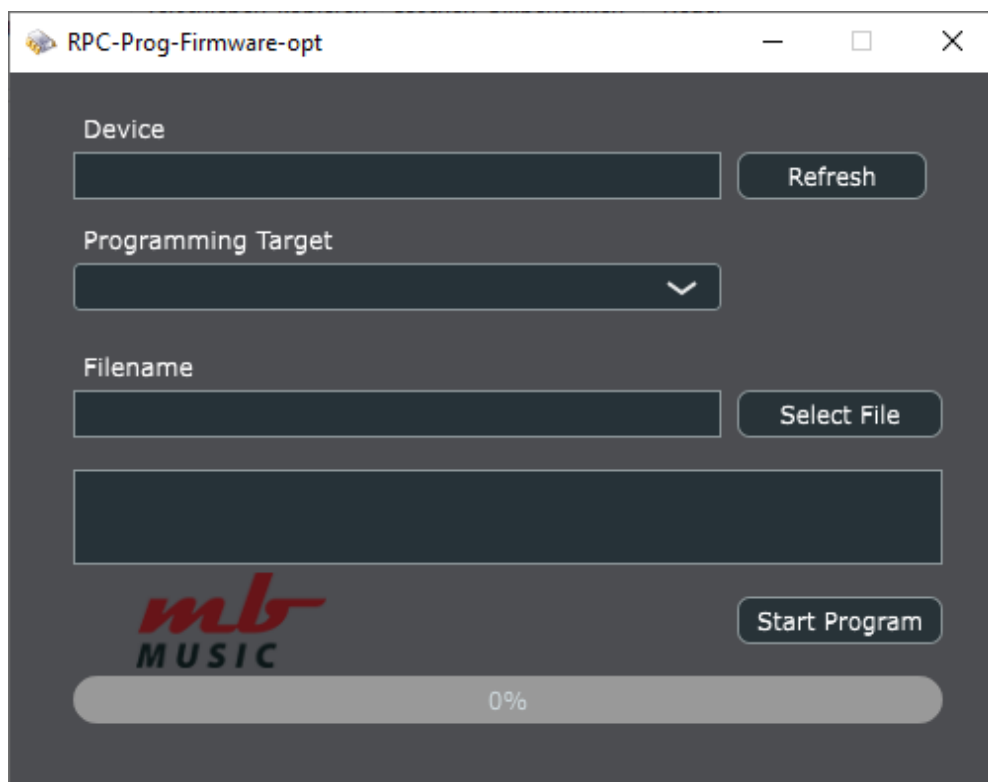 RPC-Prog-Firmware-opt
Device
Refresh
Programming Target
Filename
Select File
mb
MUSIC
Start Program
0%